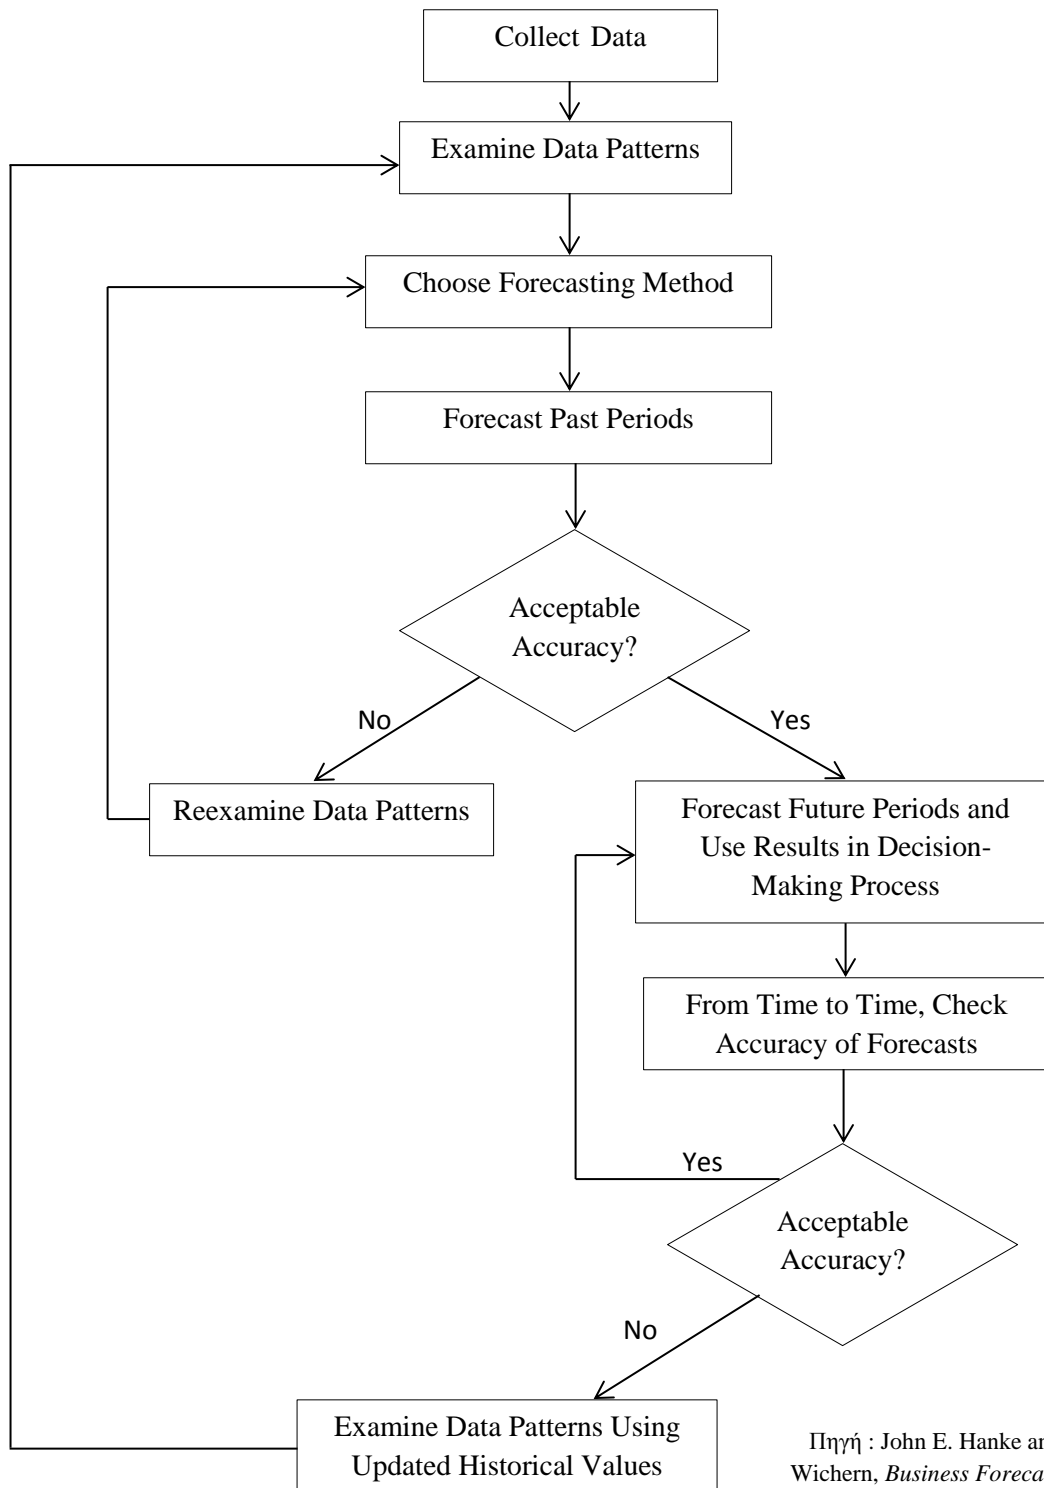 Collect Data
Examine Data Patterns
Choose Forecasting Method
Forecast Past Periods
Acceptable
Accuracy?
No
Yes
Reexamine Data Patterns
Forecast Future Periods and
Use Results in Decision-
Making Process
From Time to Time, Check
Accuracy of Forecasts
Yes
Acceptable
Accuracy?
No
Examine Data Patterns Using
Updated Historical Values
Πηγή : John E. Hanke
Wichern, Business